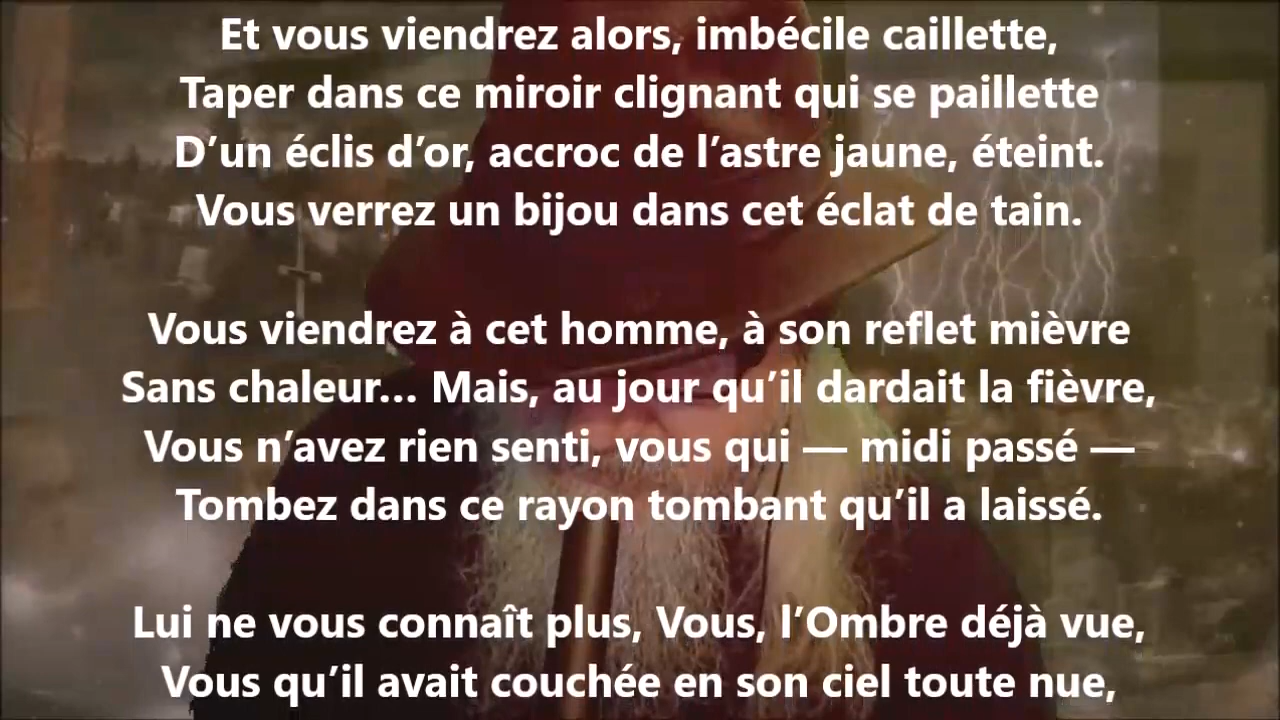 Et vous viendrez alors, imbécile caillette,
Taper dans ce miroir clignant qui se paillette
D’un éclis d’or, accroc de l’astre jaune, éteint.
Vous verrez un bijou dans cet éclat de tain.
Vous viendrez à cet homme, à son reflet mièvre
Sans chaleur... Mais, au jour qu’il dardait la fièvre,
Vous n’avez rien senti, vous qui — midi passé —
Tombez dans ce rayon tombant qu’il a laissé.
Lui ne vous connaît plus, Vous, l’Ombre déjà vue,
Vous qu’il avait couchée en son ciel toute nue,